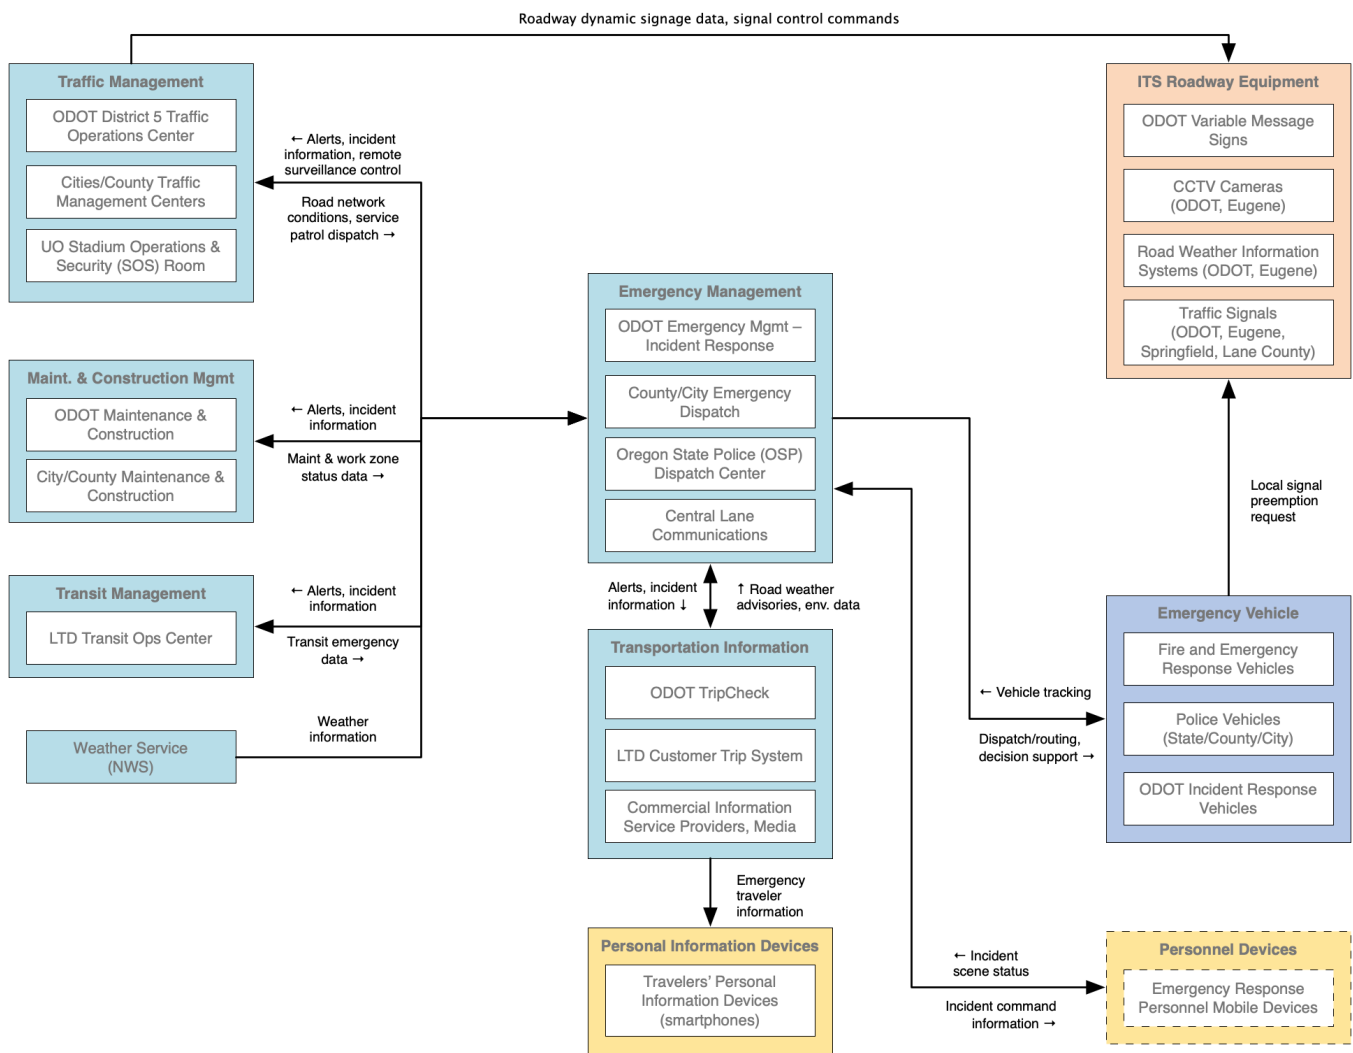 Roadway dynamic signage data, signal control commands
Traffic Management
ODOT District 5 Traffic
Operations Center
Cities/County Traffic
Management Centers
UO Stadium Operations &
Security (SOS) Room
← Alerts, incident
information, remote
surveillance control
Road network
conditions, service
patrol dispatch →
Maint. & Construction Mgmt
ODOT Maintenance &
Construction
City/County Maintenance &
Construction
← Alerts, incident
information
Maint & work zone
status data →
Transit Management
LTD Transit Ops Center
← Alerts, incident
information
Transit emergency
data →
Weather Service
(NWS)
Weather
information
Emergency Management
ODOT Emergency Mgmt –
Incident Response
County/City Emergency
Dispatch
Oregon State Police (OSP)
Dispatch Center
Central Lane
Communications
Alerts, incident
information ↓
↑ Road weather
advisories, env. data
Transportation Information
ODOT TripCheck
LTD Customer Trip System
Commercial Information
Service Providers, Media
Emergency
traveler
information
Personal Information Devices
Travelers’ Personal
Information Devices
(smartphones)
ITS Roadway Equipment
ODOT Variable Message
Signs
CCTV Cameras
(ODOT, Eugene)
Road Weather Information
Systems (ODOT, Eugene)
Traffic Signals
(ODOT, Eugene,
Springfield, Lane County)
Local signal
preemption
request
Emergency Vehicle
Fire and Emergency
Response Vehicles
Police Vehicles
(State/County/City)
ODOT Incident Response
Vehicles
← Vehicle tracking
Dispatch/routing,
decision support →
Personnel Devices
Emergency Response
Personnel Mobile Devices
← Incident
scene status
Incident command
information →